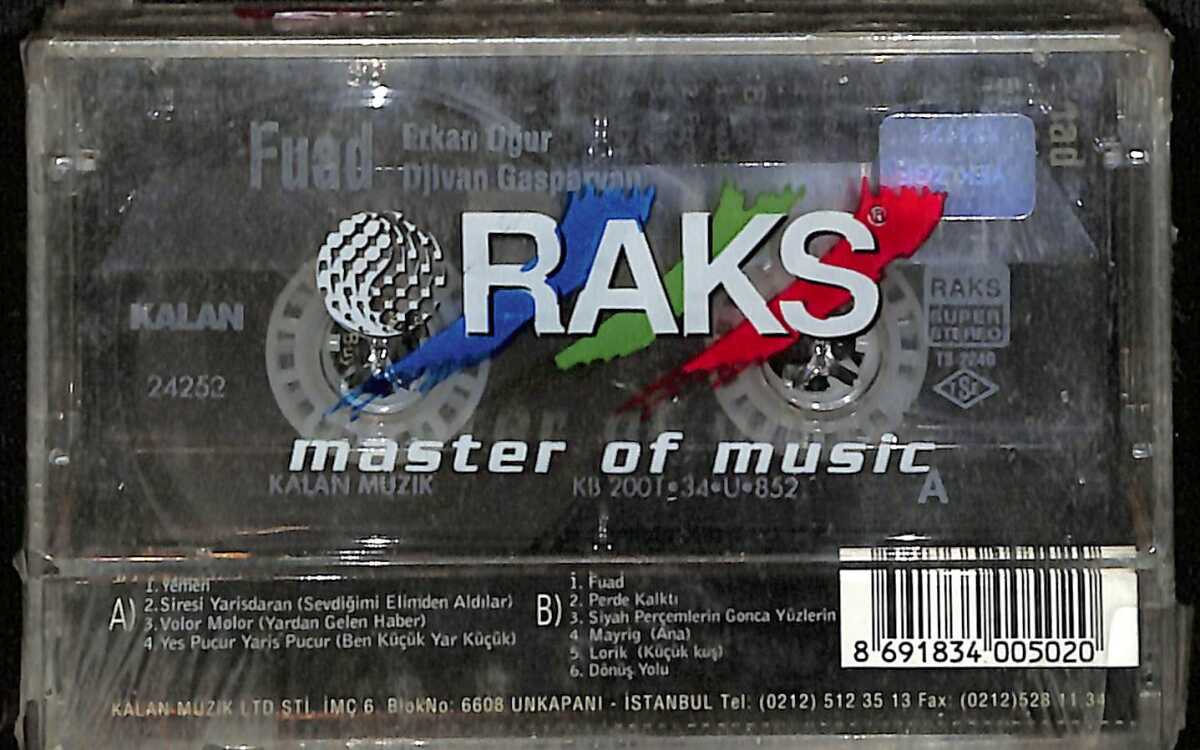 Fuad
Erkan Oğur
Djivan Gasparyan
RAKS®
KALAN
24252
RAKS
SUPER
STEREO
TS 2240
TSE
master of music
KALAN MÜZİK
KB 2001•34•U•852
A
A)
1. Yemen
2. Siresi Yarisdaran (Sevdiğimi Elimden Aldılar)
3. Volor Molor (Yardan Gelen Haber)
4. Yes Pucur Yaris Pucur (Ben Küçük Yar Küçük)
B)
1. Fuad
2. Perde Kalktı
3. Siyah Perçemlerin Gonca Yüzlerin
4 Mayrig (Ana)
5. Lorik (Küçük kuş)
6. Dönüş Yolu
8 691834 005020
KALAN MÜZİK LTD ŞTİ. İMÇ 6 BlokNo: 6608 UNKAPANI - İSTANBUL Tel: (0212) 512 35 13 Fax: (0212)528 11 34